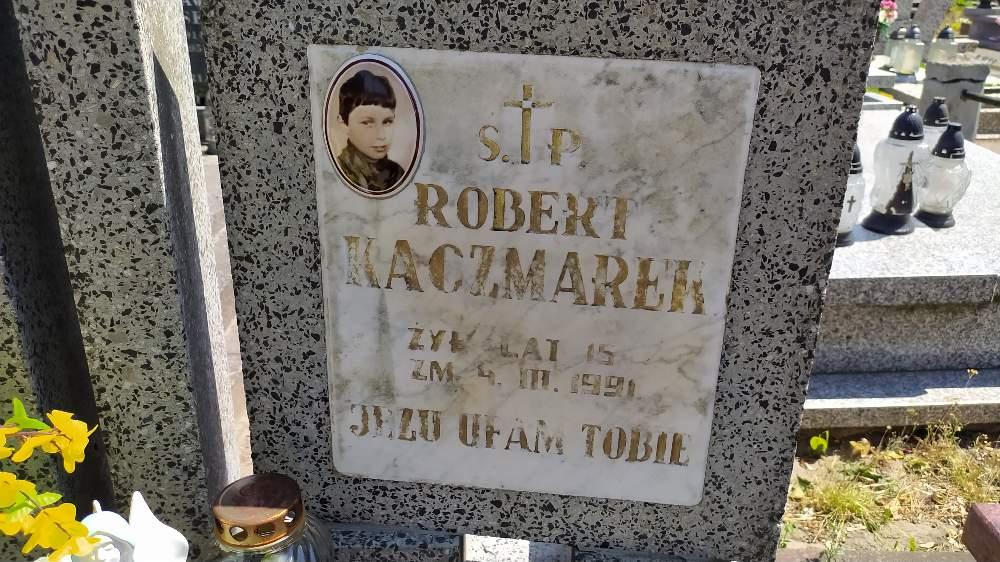 S. P.
ROBERT
KACZMAREK
ŻYŁ LAT 15
ZM. 4. III. 1991
JEZU UFAM TOBIE